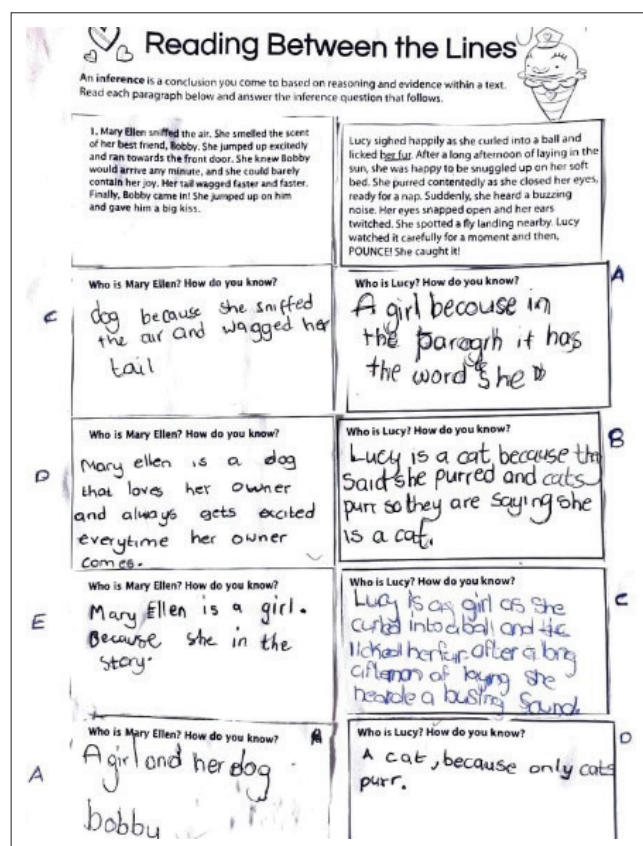 Reading Between the Lines
An inference is a conclusion you come to based on reasoning and evidence within a text.
Read each paragraph below and answer the inference question that follows.
1. Mary Ellen sniffed the air. She smelled the scent
of her best friend, Bobby. She jumped up excitedly
and ran towards the front door. She knew Bobby
would arrive any minute, and she could barely
contain her joy. Her tail wagged faster and faster.
Finally, Bobby came in! She jumped up on him
and gave him a big kiss.
Lucy sighed happily as she curled into a ball and
licked her fur. After a long afternoon of laying in the
sun, she was happy to be snuggled up on her soft
bed. She purred contentedly as she closed her eyes,
ready for a nap. Suddenly, she heard a buzzing
noise. Her eyes snapped open and her ears
twitched. She spotted a fly landing nearby. Lucy
watched it carefully for a moment and then,
POUNCE! She caught it!
C
Who is Mary Ellen? How do you know?
dog because she sniffed
the air and wagged her
tail
A
Who is Lucy? How do you know?
A girl becouse in
the paragrh it has
the word "she"
D
Who is Mary Ellen? How do you know?
Mary ellen is a dog
that loves her owner
and always gets excited
everytime her owner
comes.
B
Who is Lucy? How do you know?
Lucy is a cat, because the
said she purred and cats
purr so they are saying she
is a cat.
E
Who is Mary Ellen? How do you know?
Mary Ellen is a girl.
Because she in the
story.
C
Who is Lucy? How do you know?
Lucy is a girl as she
curled into a ball and
licked her fur. after a long
of laying she
a Sound.
A
Who is Mary Ellen? How do you know?
A girl and her dog
bobby
D
Who is Lucy? How do you know?
A cat, because only cats
purr.